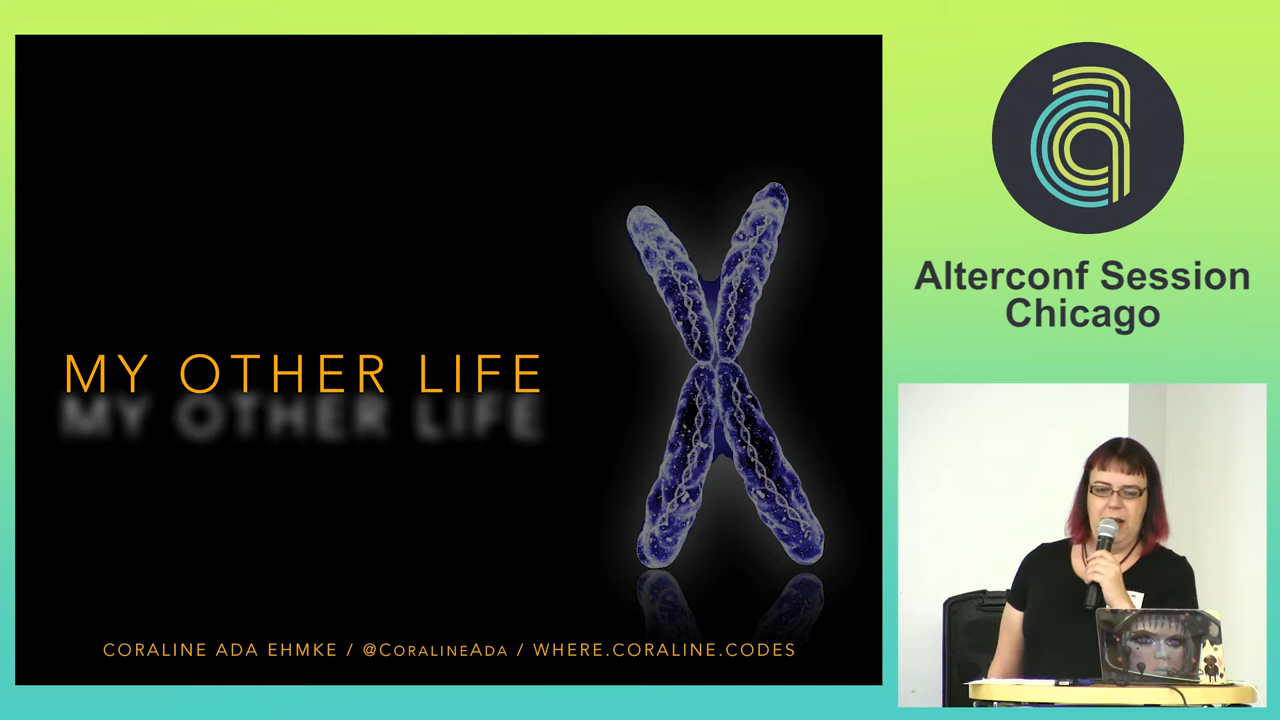 MY OTHER LIFE
CORALINE ADA EHMKE / @CORALINEADA / WHERE.CORALINE.CODES
Alterconf Session
Chicago